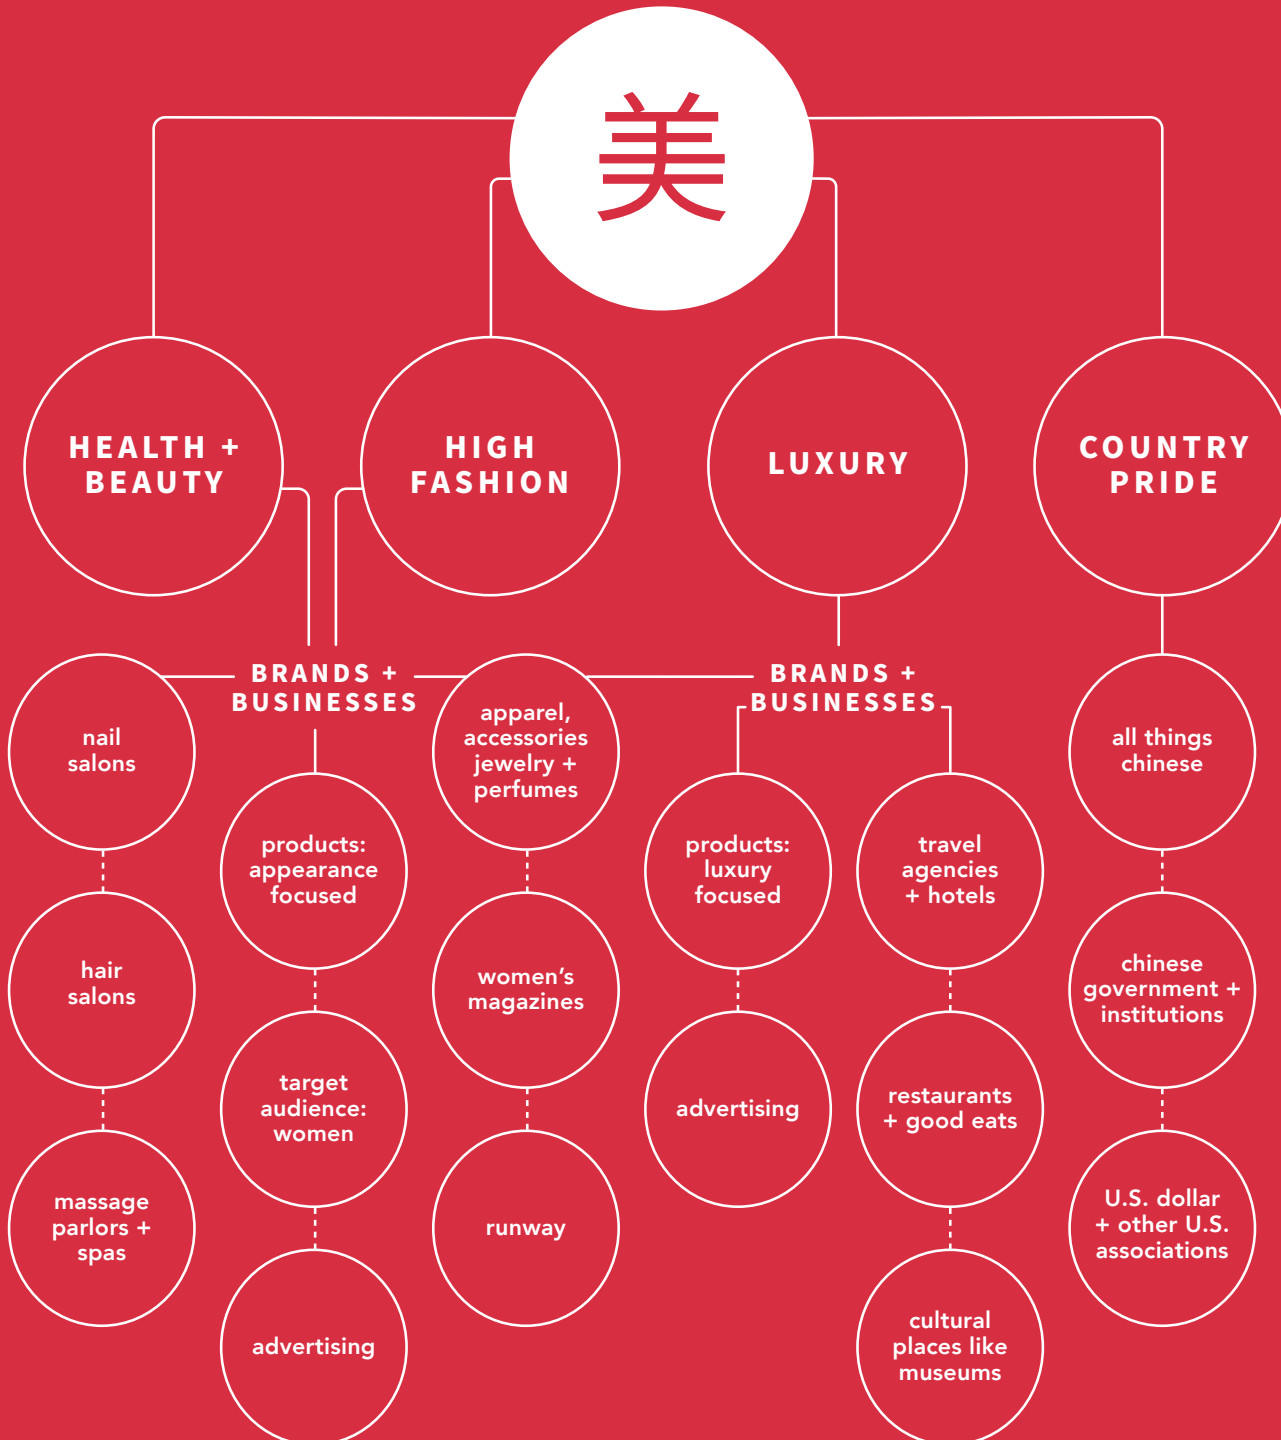 美
HEALTH +
BEAUTY
HIGH
FASHION
LUXURY
COUNTRY
PRIDE
BRANDS +
BUSINESSES
BRANDS +
BUSINESSES
nail
salons
hair
salons
massage
parlors +
spas
products:
appearance
focused
target
audience:
women
advertising
apparel,
accessories
jewelry +
perfumes
women's
magazines
runway
products:
luxury
focused
advertising
travel
agencies
+ hotels
restaurants
+ good eats
cultural
places like
museums
all things
chinese
chinese
government +
institutions
U.S. dollar
+ other U.S.
associations